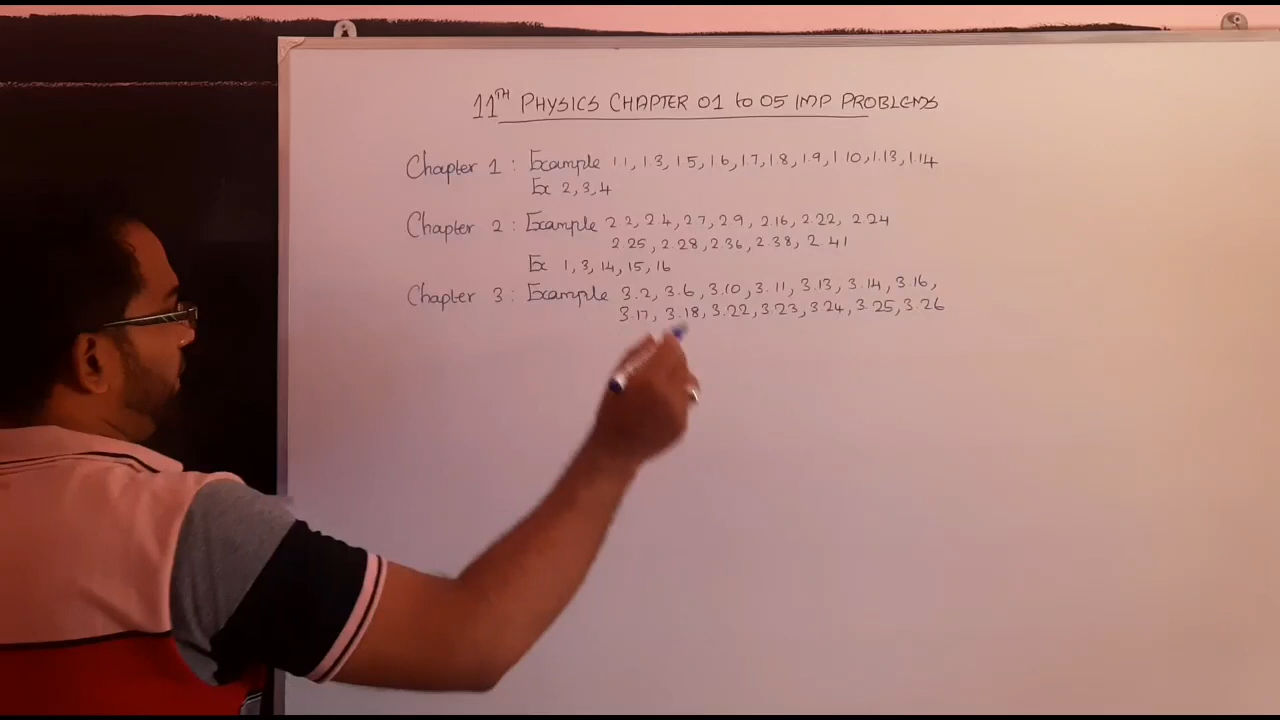 11TH PHYSICS CHAPTER 01 to 05 IMP PROBLEMS
Chapter 1 : Example 1 1, 1.3, 1 5, 1 6, 1.7, 1.8, 1.9, 1 10, 1.13, 1.14
Ex 2, 3, 4
Chapter 2 : Example 2 2, 2 4, 2 7, 2 9, 2.16, 2.22, 2.24
2.25, 2.28, 2.36, 2.38, 2.41
Ex 1, 3, 14, 15, 16
Chapter 3 : Example 3.2, 3.6, 3.10, 3.11, 3.13, 3.14, 3.16,
3.17, 3.18, 3.22, 3.23, 3.24, 3.25, 3.26